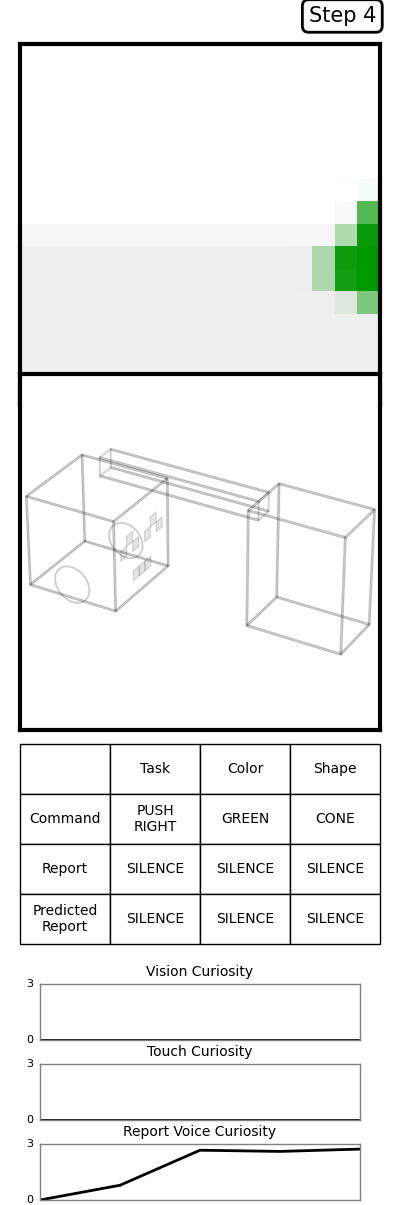 Step 4
Task Color Shape
Command PUSH RIGHT GREEN CONE
Report SILENCE SILENCE SILENCE
Predicted Report SILENCE SILENCE SILENCE
Vision Curiosity
3
0
Touch Curiosity
3
0
Report Voice Curiosity
3
0